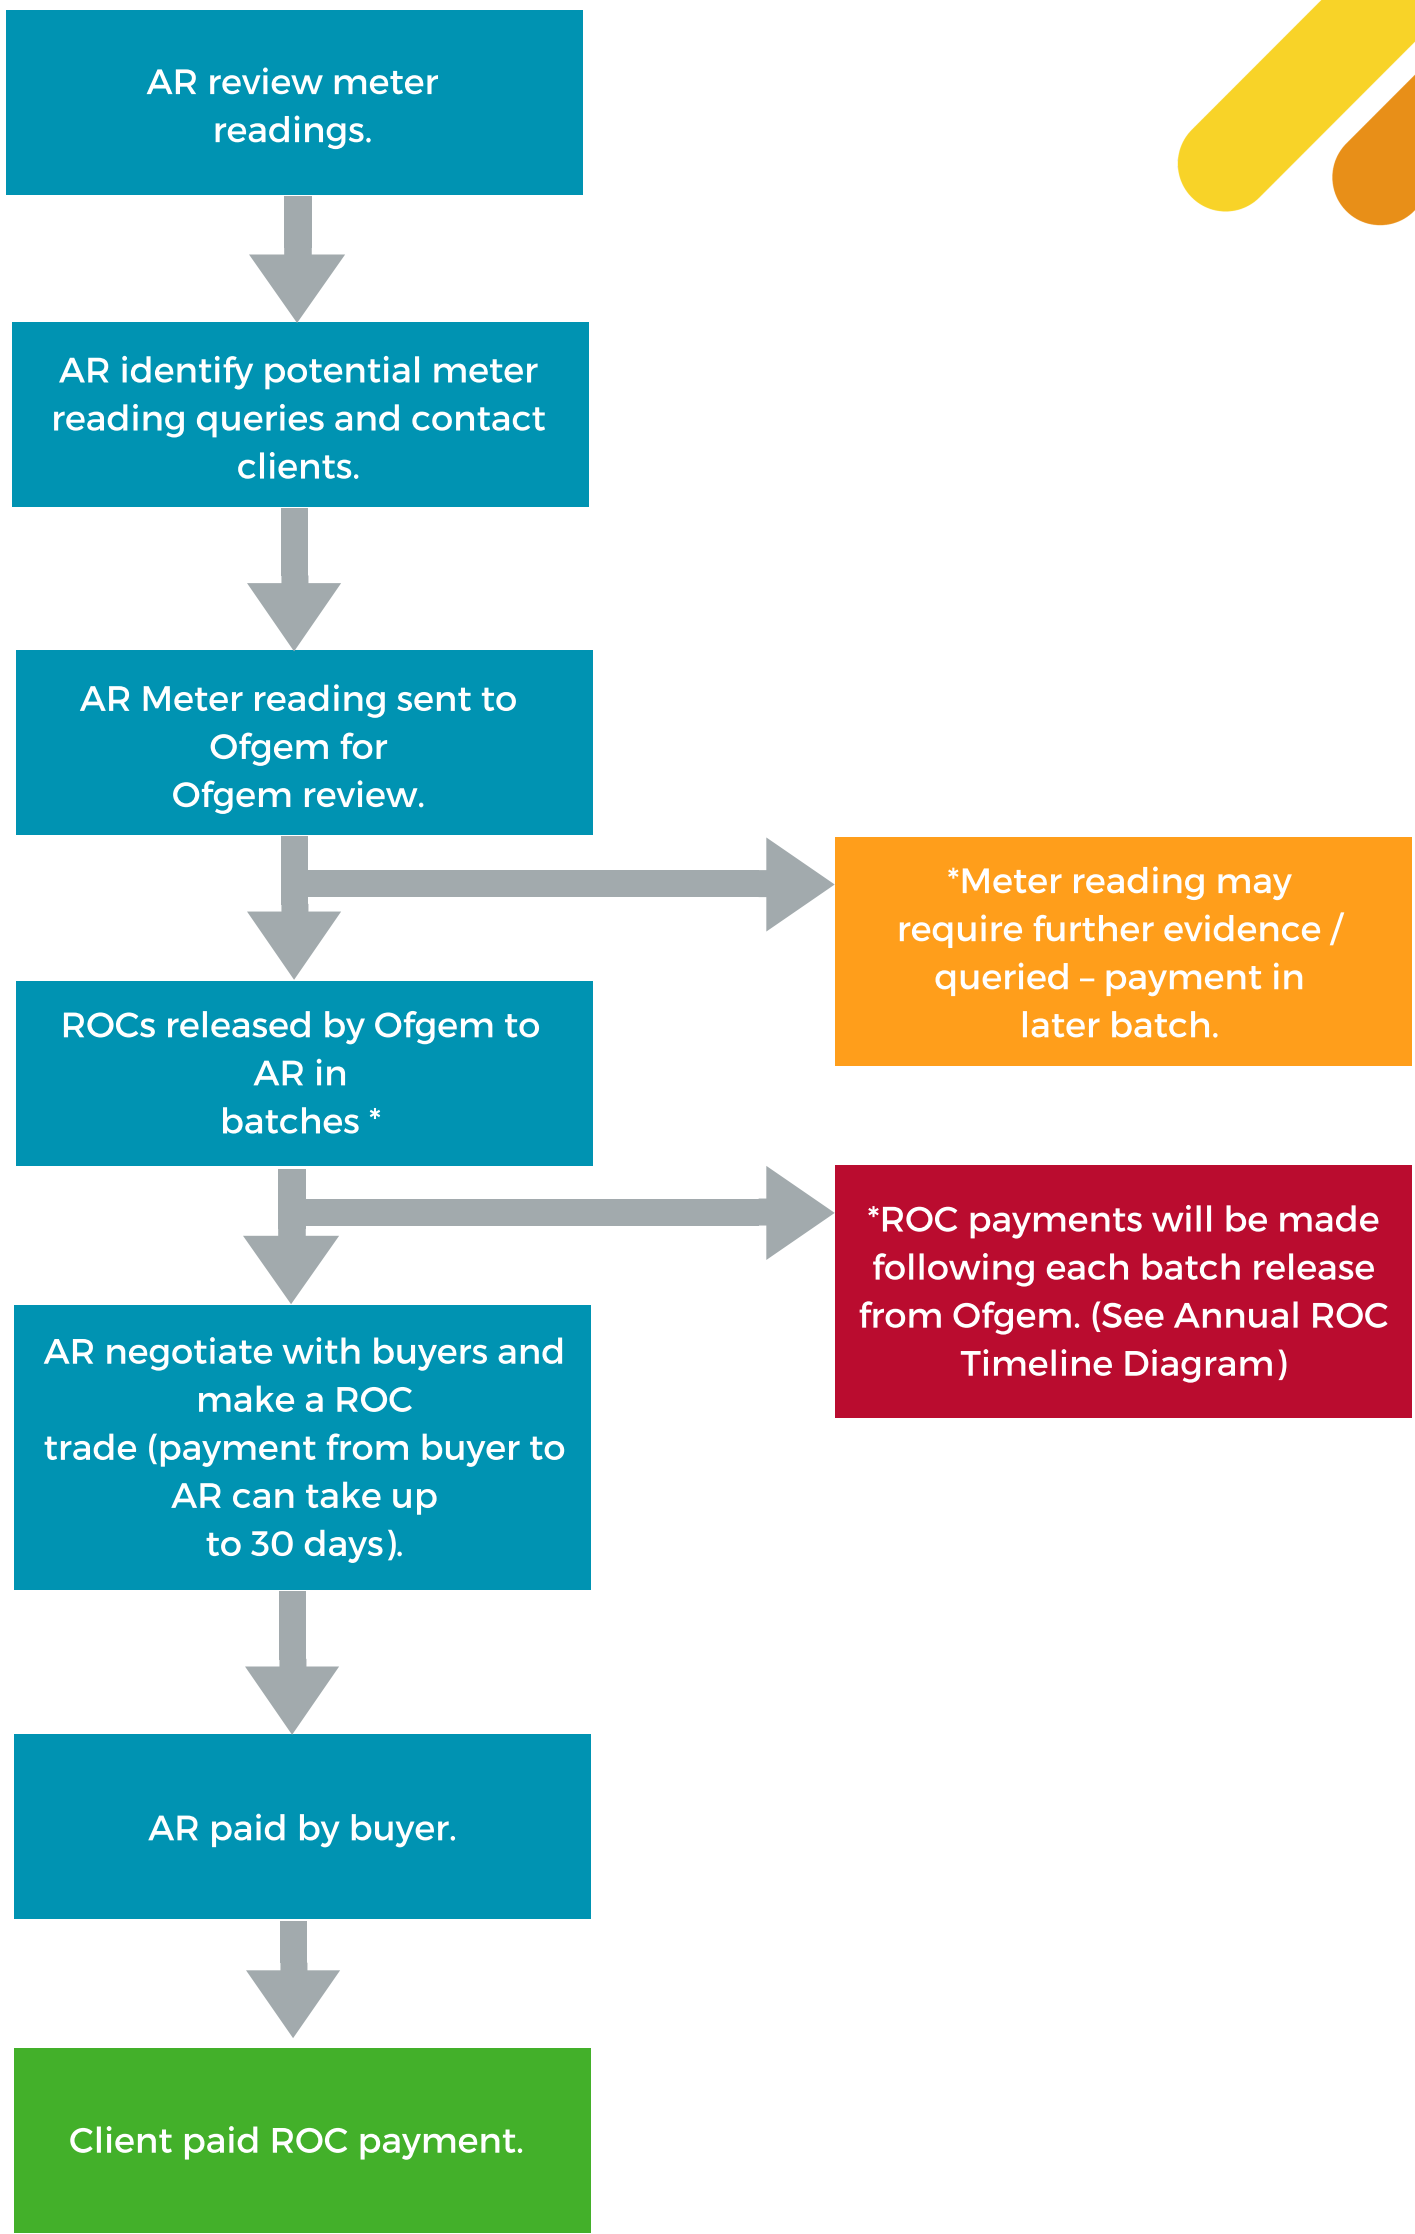 AR review meter
readings.
AR identify potential meter
reading queries and contact
clients.
AR Meter reading sent to
Ofgem for
Ofgem review.
*Meter reading may
require further evidence /
queried – payment in
later batch.
ROCs released by Ofgem to
AR in
batches *
*ROC payments will be made
following each batch release
from Ofgem. (See Annual ROC
Timeline Diagram)
AR negotiate with buyers and
make a ROC
trade (payment from buyer to
AR can take up
to 30 days).
AR paid by buyer.
Client paid ROC payment.